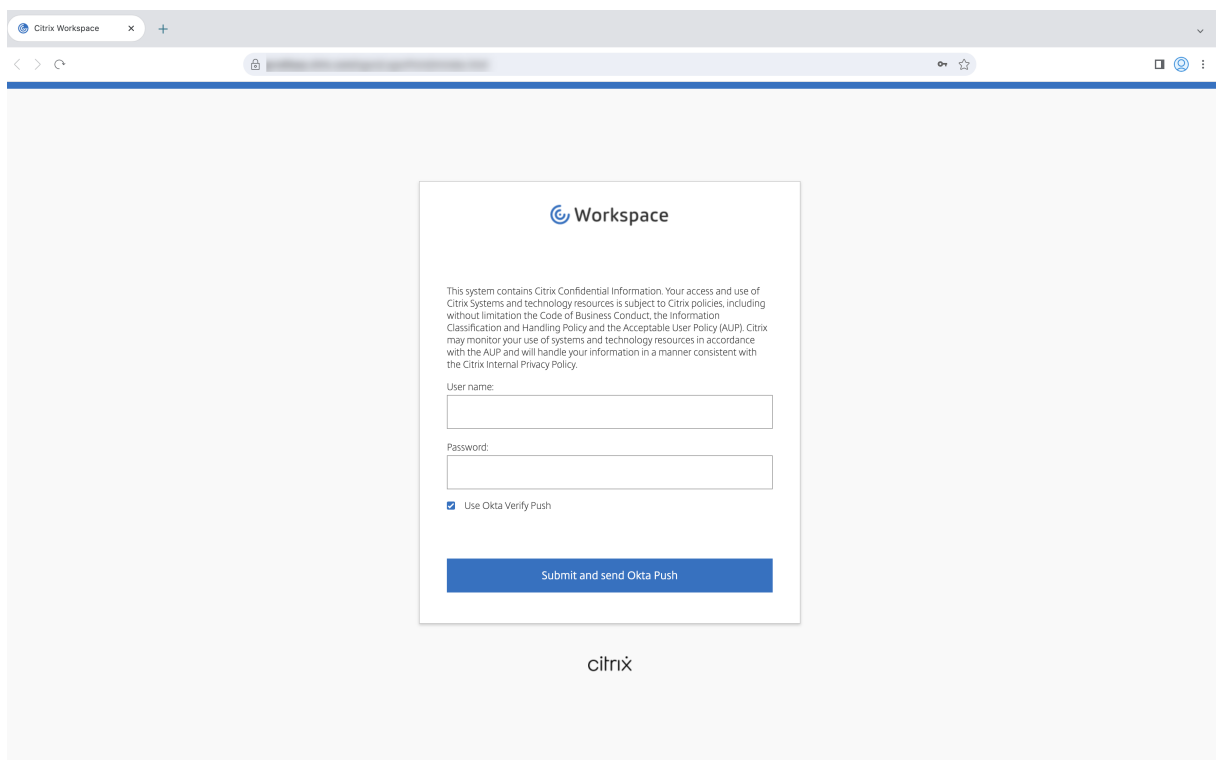 Citrix Workspace
Workspace
This system contains Citrix Confidential Information. Your access and use of
Citrix Systems and technology resources is subject to Citrix policies, including
without limitation the Code of Business Conduct, the Information
Classification and Handling Policy and the Acceptable User Policy (AUP). Citrix
may monitor your use of systems and technology resources in accordance
with the AUP and will handle your information in a manner consistent with
the Citrix Internal Privacy Policy.
User name:
Password:
Use Okta Verify Push
Submit and send Okta Push
citrix